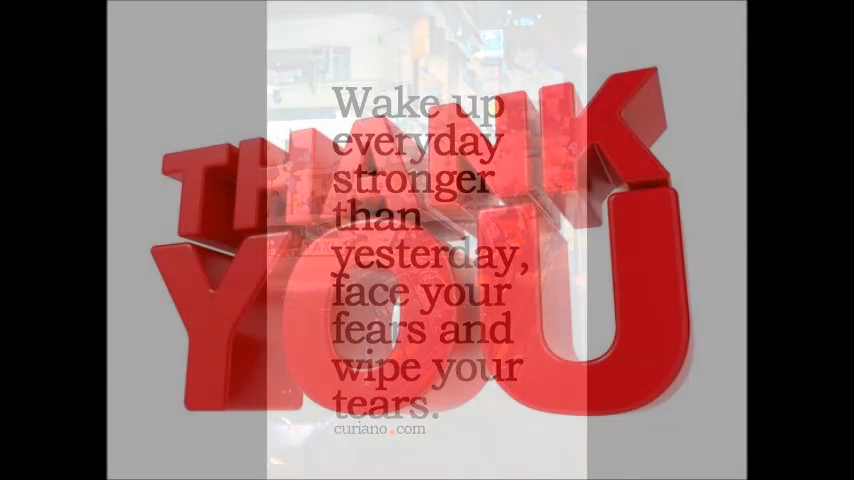 THANK
YOU
Wake up
everyday
stronger
than
yesterday,
face your
fears and
wipe your
tears.
curiano.com